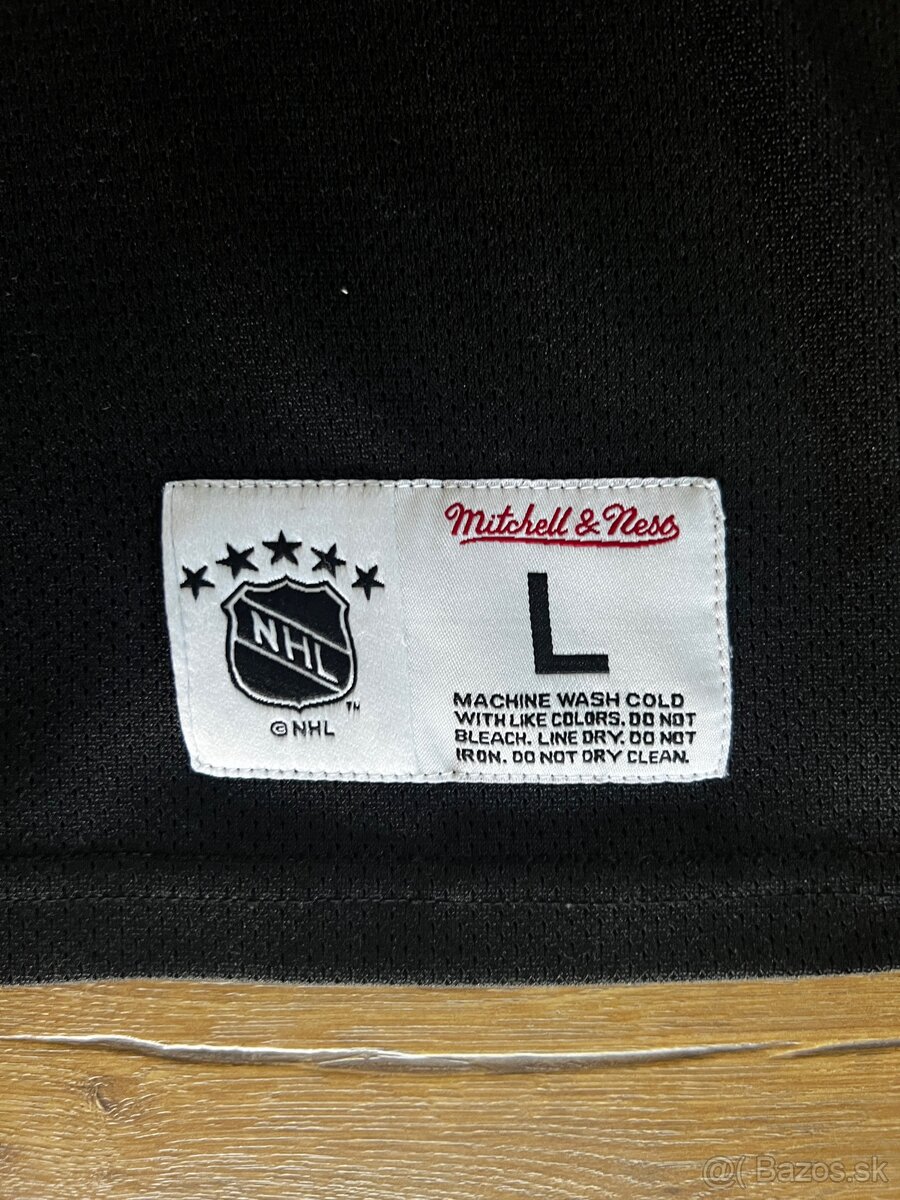 Mitchell & Ness
L
NHL
TM
© NHL
MACHINE WASH COLD
WITH LIKE COLORS. DO NOT
BLEACH. LINE DRY. DO NOT
IRON. DO NOT DRY CLEAN.
@( Bazos.sk